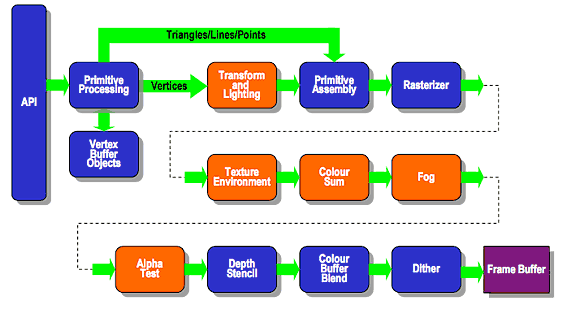 Triangles/Lines/Points
API
Primitive
Processing
Vertices
Transform
and
Lighting
Primitive
Assembly
Rasterizer
Vertex
Buffer
Objects
Texture
Environment
Colour
Sum
Fog
Alpha
Test
Depth
Stencil
Colour
Buffer
Blend
Dither
Frame Buffer